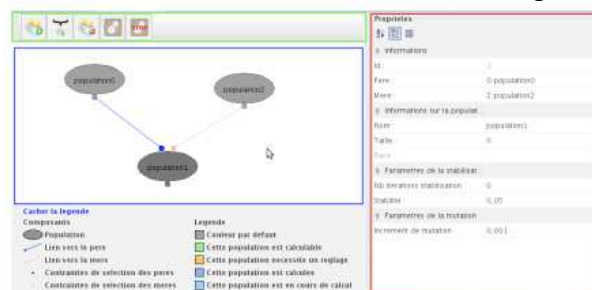 STOP
population0
population2
population1
Cacher la legende
Composants
Population
Lien vers le pere
Lien vers la mere
Contraintes de selection des peres
Contraintes de selection des meres
Legende
Couleur par defaut
Cette population est calculable
Cette population necessite un reglage
Cette population est calculee
Cette population est en cours de calcul
Proprietes
Informations
Id :
Pere : 0 population0
Mere : 2 population2
Informations sur la populat...
Nom : population1
Taille 0
Parametres de la stabilisat...
Nb iterations stabilisation 0
Stabilite 0,05
Parametres de la mutation
Increment de mutation 0,001